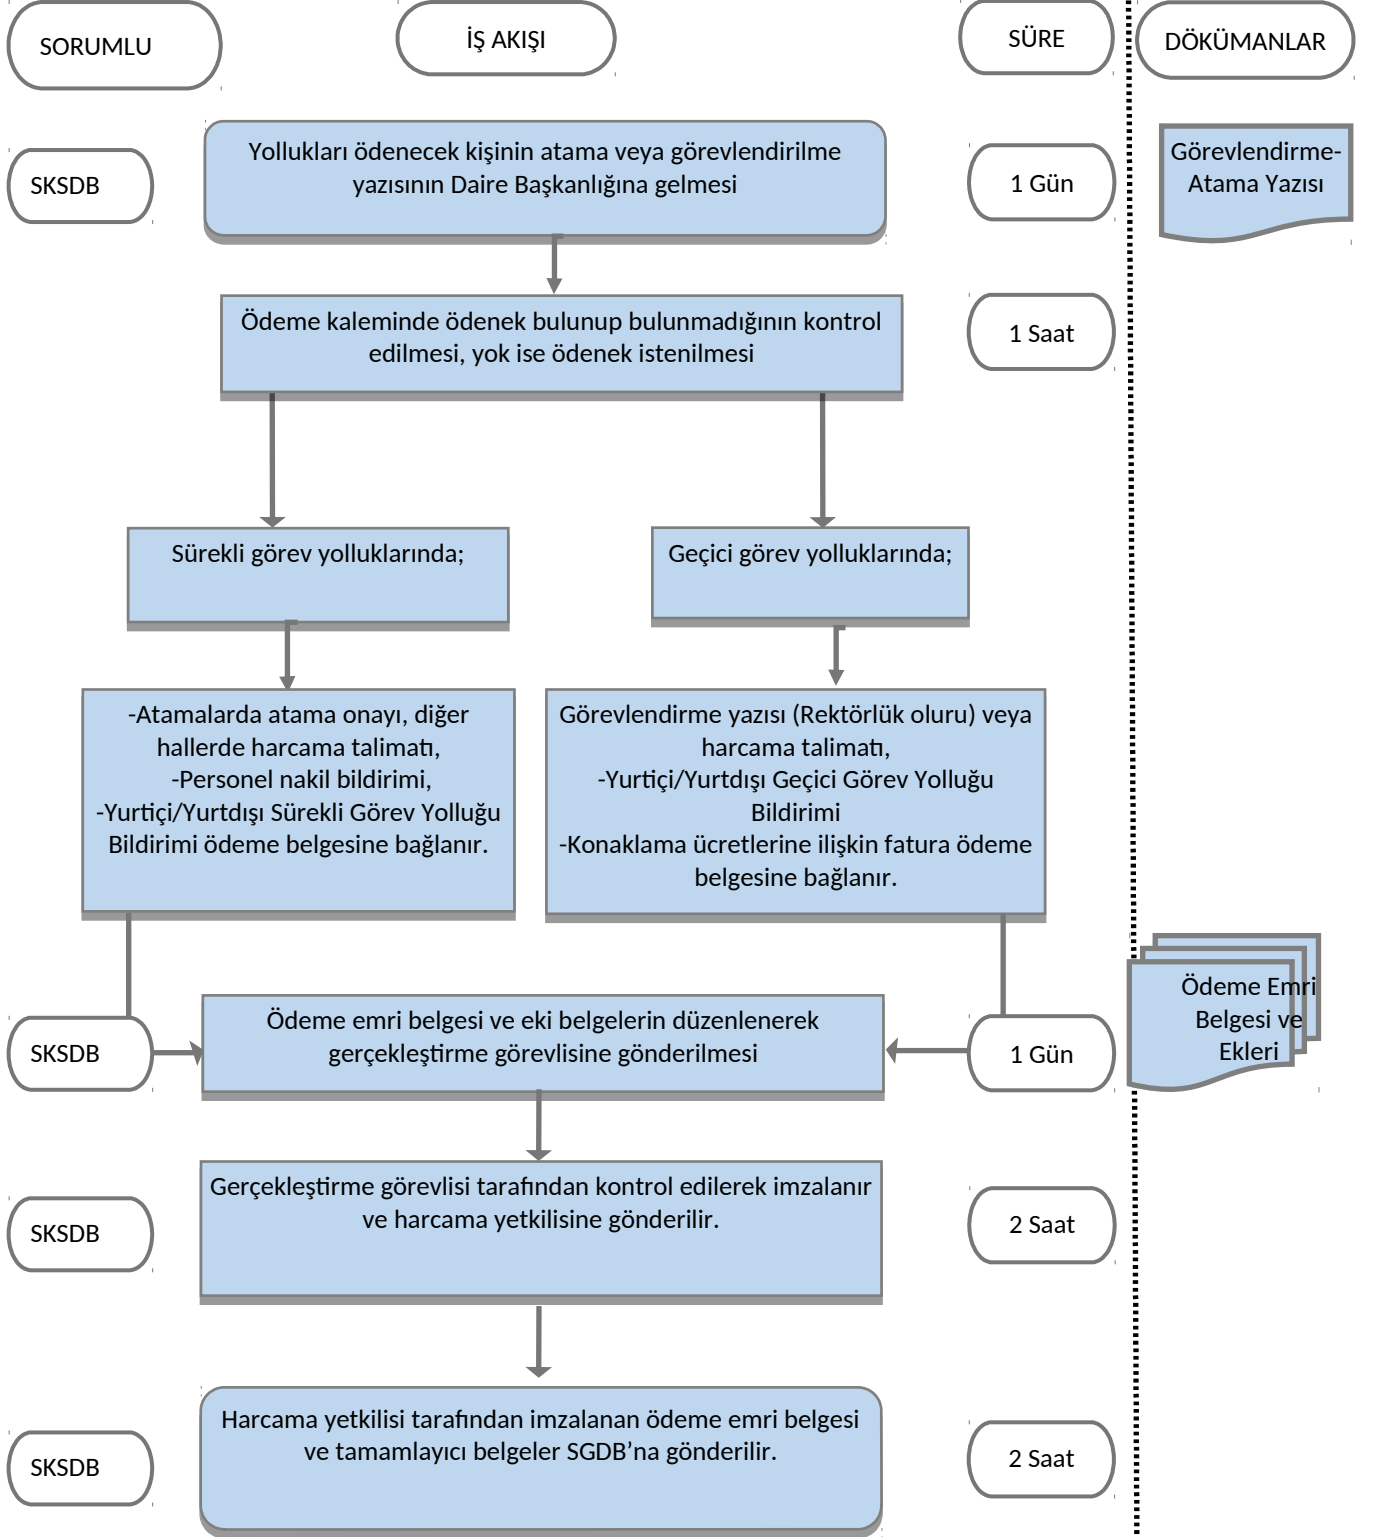 SORUMLU
İŞ AKIŞI
SÜRE
DÖKÜMANLAR
SKSDB
Yollukları ödenecek kişinin atama veya görevlendirilme
yazısının Daire Başkanlığına gelmesi
1 Gün
Görevlendirme-
Atama Yazısı
Ödeme kaleminde ödenek bulunup bulunmadığının kontrol
edilmesi, yok ise ödenek istenilmesi
1 Saat
Sürekli görev yolluklarında;
Geçici görev yolluklarında;
-Atamalarda atama onayı, diğer
hallerde harcama talimatı,
-Personel nakil bildirimi,
-Yurtiçi/Yurtdışı Sürekli Görev Yolluğu
Bildirimi ödeme belgesine bağlanır.
Görevlendirme yazısı (Rektörlük oluru) veya
harcama talimatı,
-Yurtiçi/Yurtdışı Geçici Görev Yolluğu
Bildirimi
-Konaklama ücretlerine ilişkin fatura ödeme
belgesine bağlanır.
SKSDB
Ödeme emri belgesi ve eki belgelerin düzenlenerek
gerçekleştirme görevlisine gönderilmesi
1 Gün
Ödeme Emri
Belgesi ve
Ekleri
SKSDB
Gerçekleştirme görevlisi tarafından kontrol edilerek imzalanır
ve harcama yetkilisine gönderilir.
2 Saat
SKSDB
Harcama yetkilisi tarafından imzalanan ödeme emri belgesi
ve tamamlayıcı belgeler SGDB’na gönderilir.
2 Saat